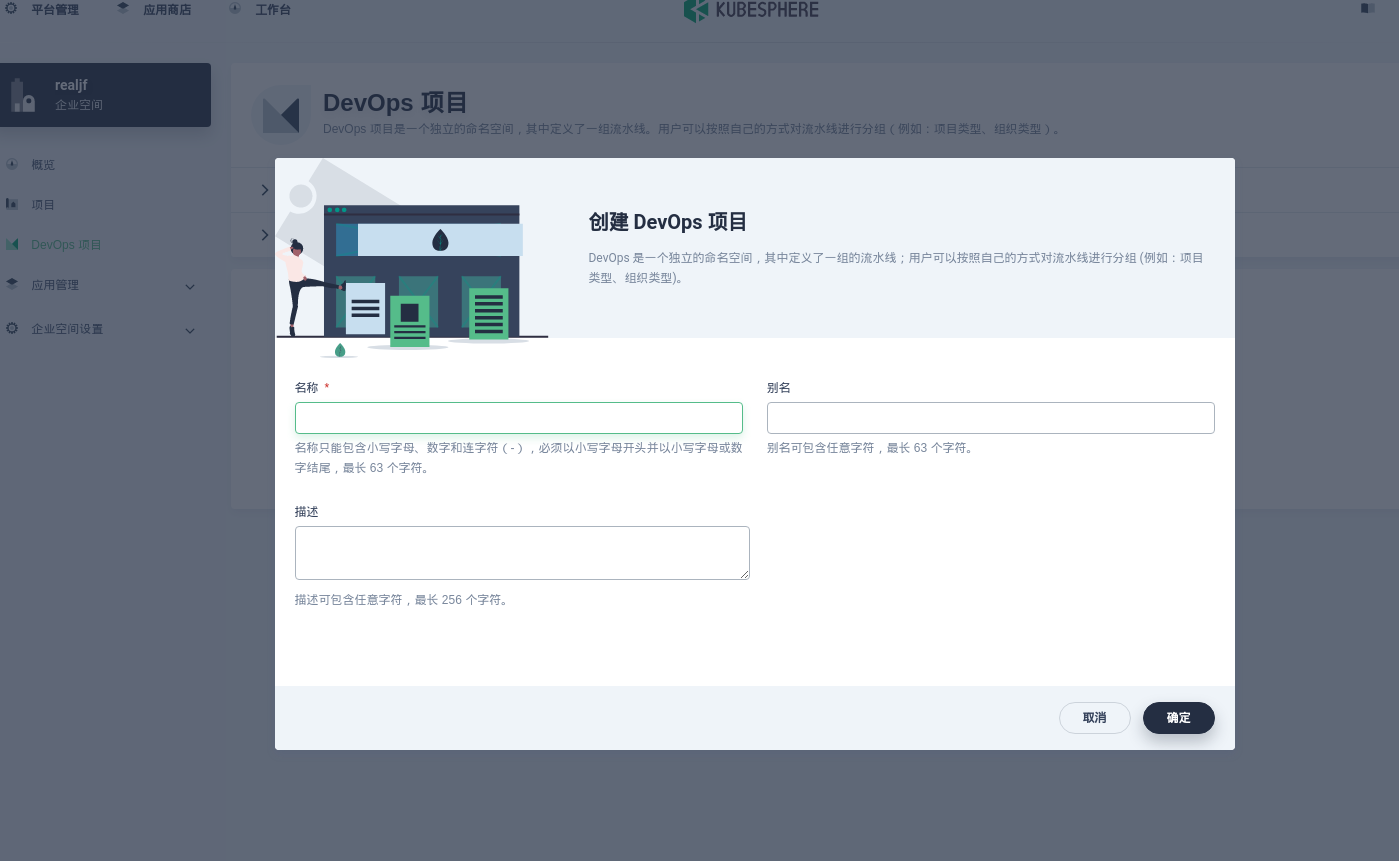 平台管理
应用商店
工作台
KUBESPHERE
realjf
企业空间
DevOps 项目
DevOps 项目是一个独立的命名空间，其中定义了一组流水线。用户可以按照自己的方式对流水线进行分组（例如：项目类型、组织类型）。
概览
项目
DevOps 项目
应用管理
企业空间设置
创建 DevOps 项目
DevOps 是一个独立的命名空间，其中定义了一组的流水线；用户可以按照自己的方式对流水线进行分组 (例如：项目
类型、组织类型)。
名称 *
别名
名称只能包含小写字母、数字和连字符（-），必须以小写字母开头并以小写字母或数
字结尾，最长 63 个字符。
别名可包含任意字符，最长 63 个字符。
描述
描述可包含任意字符，最长 256 个字符。
取消
确定